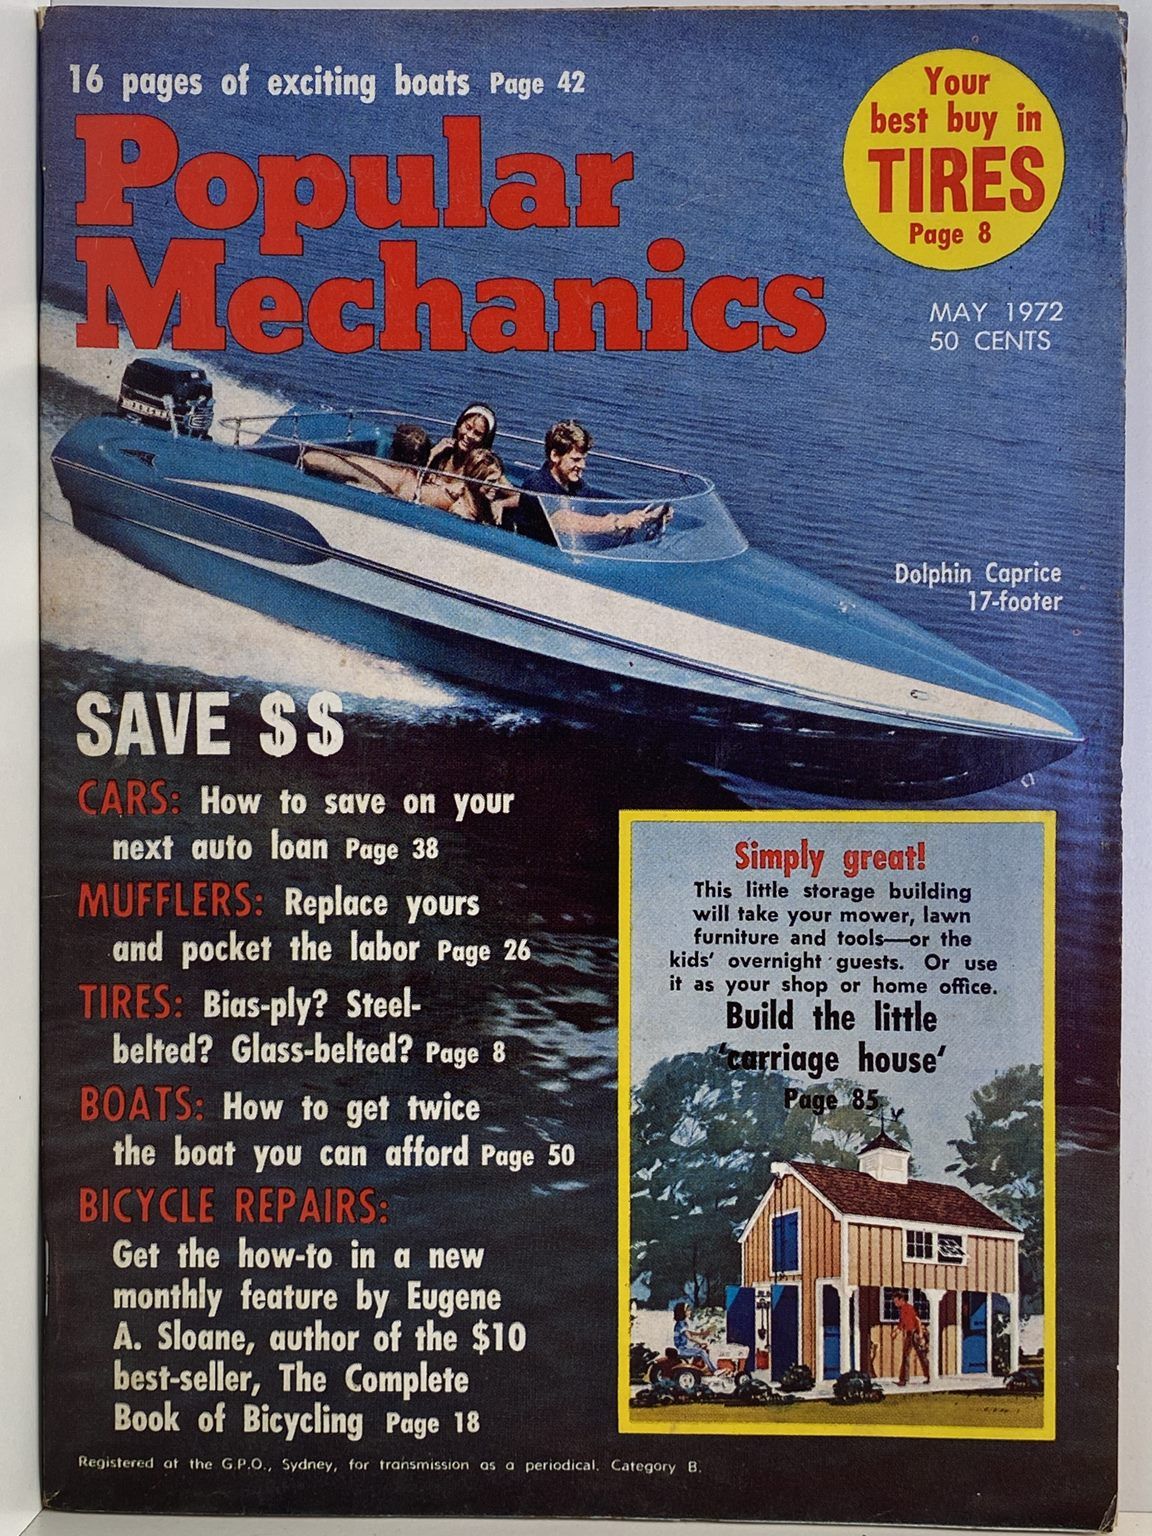 16 pages of exciting boats Page 42
Popular
Mechanics
Your
best buy in
TIRES
Page 8
MAY 1972
50 CENTS
Dolphin Caprice
17-footer
SAVE $$
CARS: How to save on your
next auto loan Page 38
MUFFLERS: Replace yours
and pocket the labor Page 26
TIRES: Bias-ply? Steel-
belted? Glass-belted? Page 8
BOATS: How to get twice
the boat you can afford Page 50
BICYCLE REPAIRS:
Get the how-to in a new
monthly feature by Eugene
A. Sloane, author of the $10
best-seller, The Complete
Book of Bicycling Page 18
Simply great!
This little storage building
will take your mower, lawn
furniture and tools—or the
kids' overnight guests. Or use
it as your shop or home office.
Build the little
'carriage house'
Page 85
Registered at the G.P.O., Sydney, for transmission as a periodical. Category B.